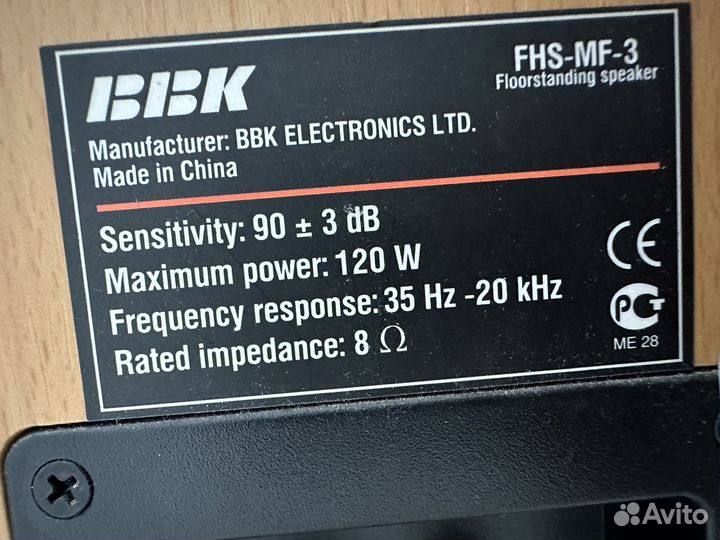 BBK
FHS-MF-3
Floorstanding speaker
Manufacturer: BBK ELECTRONICS LTD.
Made in China
Sensitivity: 90 ± 3 dB
Maximum power: 120 W
Frequency response: 35 Hz -20 kHz
Rated impedance: 8 Ω
CE
РСТ
ME 28
Avito